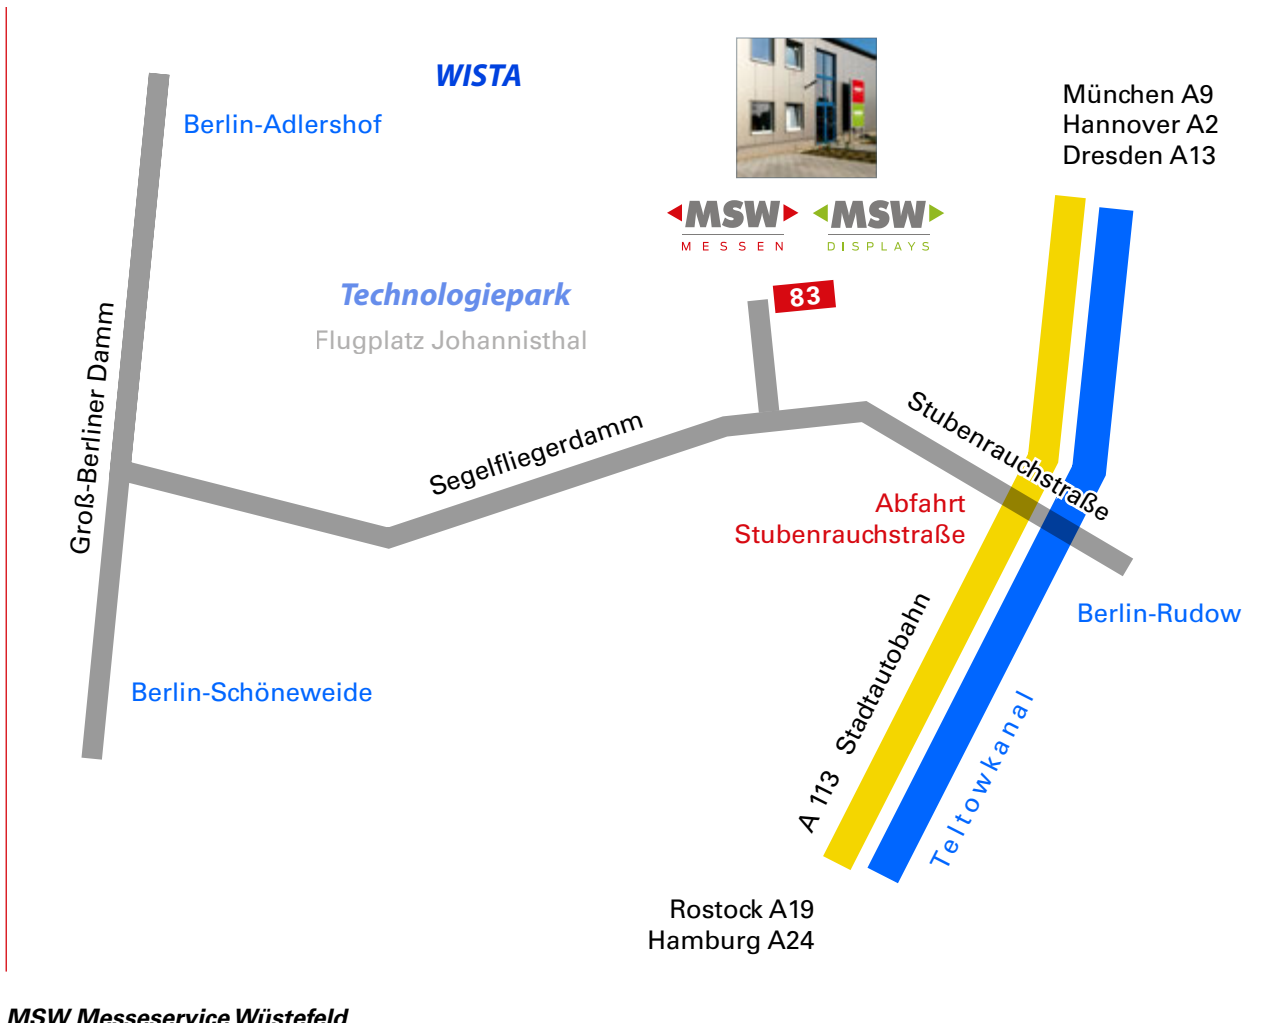 WISTA
Berlin-Adlershof
München A9
Hannover A2
Dresden A13
MSW
MESSEN
MSW
DISPLAYS
Technologiepark
83
Flugplatz Johannisthal
Groß-Berliner Damm
Segelfliegerdamm
Stubenrauchstraße
Abfahrt
Stubenrauchstraße
Berlin-Rudow
Berlin-Schöneweide
A 113 Stadtautobahn
Teltowkanal
Rostock A19
Hamburg A24
MSW Messeservice Wüstefeld